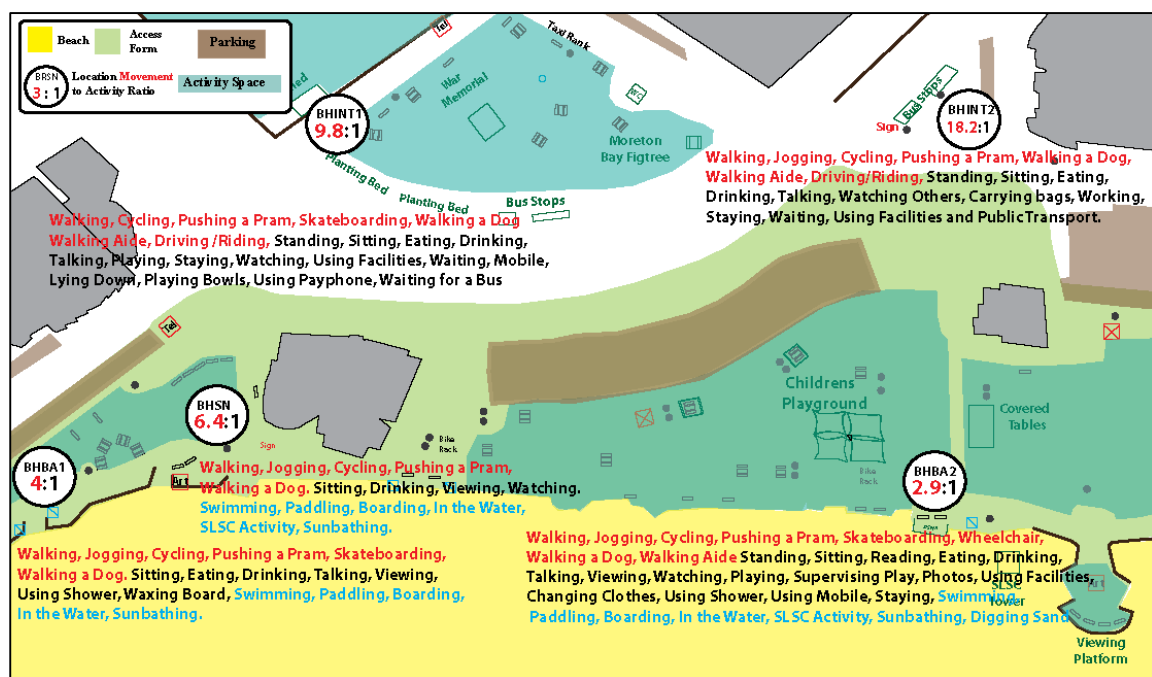 Beach
Access
Form
Parking
BRSN
3: 1
Location Movement
to Activity Ratio
Activity Space
Tel
Taxi Rank
War
Memorial
WC
Moreton
Bay Figtree
BHINT1
9.8:1
Planting Bed
Planting Bed
Bus Stops
Bus Stops
Sign
BHINT2
18.2:1
Walking, Jogging, Cycling, Pushing a Pram, Walking a Dog,
Walking Aide, Driving/Riding, Standing, Sitting, Eating,
Drinking, Talking, Watching Others, Carrying bags, Working,
Staying, Waiting, Using Facilities and Public Transport.
Walking, Cycling, Pushing a Pram, Skateboarding, Walking a Dog
Walking Aide, Driving /Riding, Standing, Sitting, Eating, Drinking,
Talking, Playing, Staying, Watching, Using Facilities, Waiting, Mobile,
Lying Down, Playing Bowls, Using Payphone, Waiting for a Bus
Tel
Childrens
Playground
Covered
Tables
BHSN
6.4:1
Sign
Bike
Rack
Bike
Rack
BHBA1
4:1
Art
BHBA2
2.9:1
Walking, Jogging, Cycling, Pushing a Pram,
Walking a Dog. Sitting, Drinking, Viewing, Watching.
Swimming, Paddling, Boarding, In the Water,
SLSC Activity, Sunbathing.
Walking, Jogging, Cycling, Pushing a Pram, Skateboarding,
Walking a Dog. Sitting, Eating, Drinking, Talking, Viewing,
Using Shower, Waxing Board, Swimming, Paddling, Boarding,
In the Water, Sunbathing.
Walking, Jogging, Cycling, Pushing a Pram, Skateboarding, Wheelchair,
Walking a Dog, Walking Aide Standing, Sitting, Reading, Eating, Drinking,
Talking, Viewing, Watching, Playing, Supervising Play, Photos, Using Facilities,
Changing Clothes, Using Shower, Using Mobile, Staying, Swimming,
Paddling, Boarding, In the Water, SLSC Activity, Sunbathing, Digging Sand
SLSC
Tower
Art
Viewing
Platform